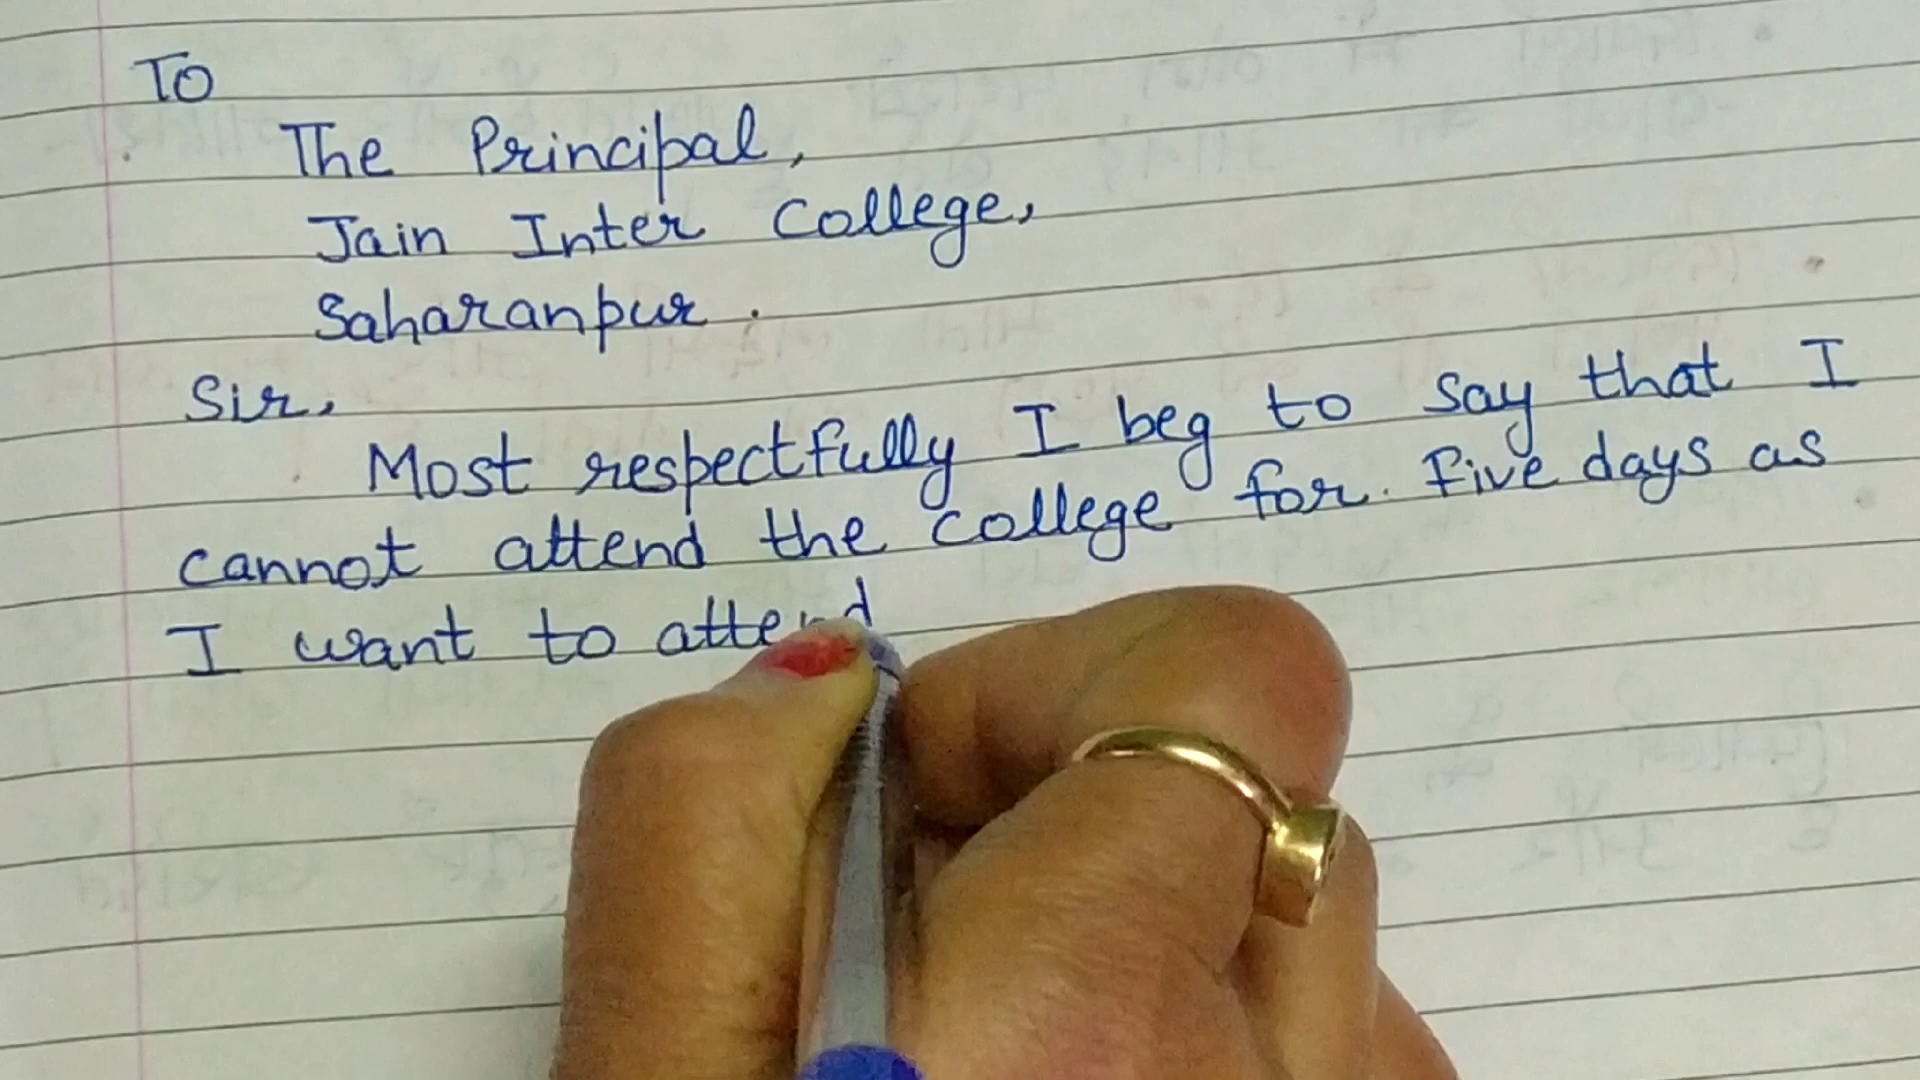 To
The Principal,
Jain Inter College,
Saharanpur.
Sir,
Most respectfully I beg to say that I
cannot attend the college for. five days as
I want to attend